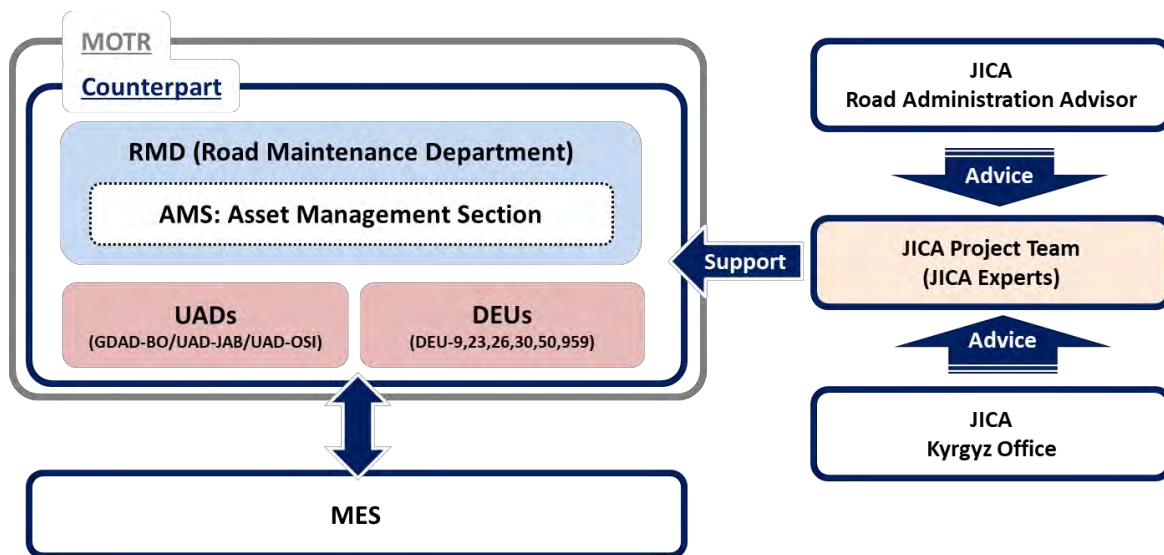 MOTR
Counterpart
RMD (Road Maintenance Department)
AMS: Asset Management Section
UADs
(GDAD-BO/UAD-JAB/UAD-OSI)
DEUs
(DEU-9,23,26,30,50,959)
MES
Support
JICA
Road Administration Advisor
Advice
JICA Project Team
(JICA Experts)
Advice
JICA
Kyrgyz Office